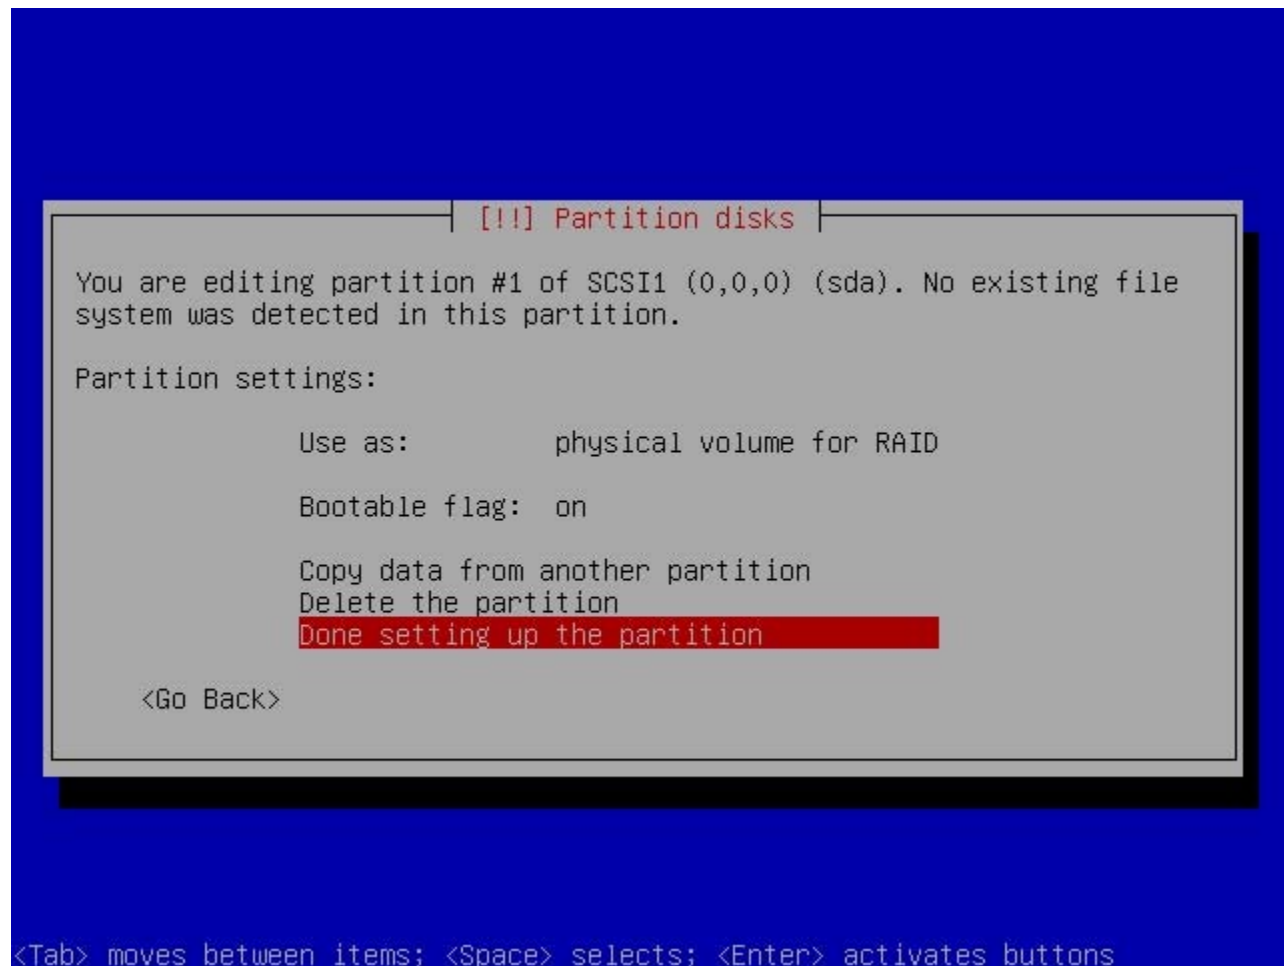 [!!] Partition disks
You are editing partition #1 of SCSI1 (0,0,0) (sda). No existing file
system was detected in this partition.
Partition settings:
Use as: physical volume for RAID
Bootable flag: on
Copy data from another partition
Delete the partition
Done setting up the partition
<Go Back>
<Tab> moves between items; <Space> selects; <Enter> activates buttons